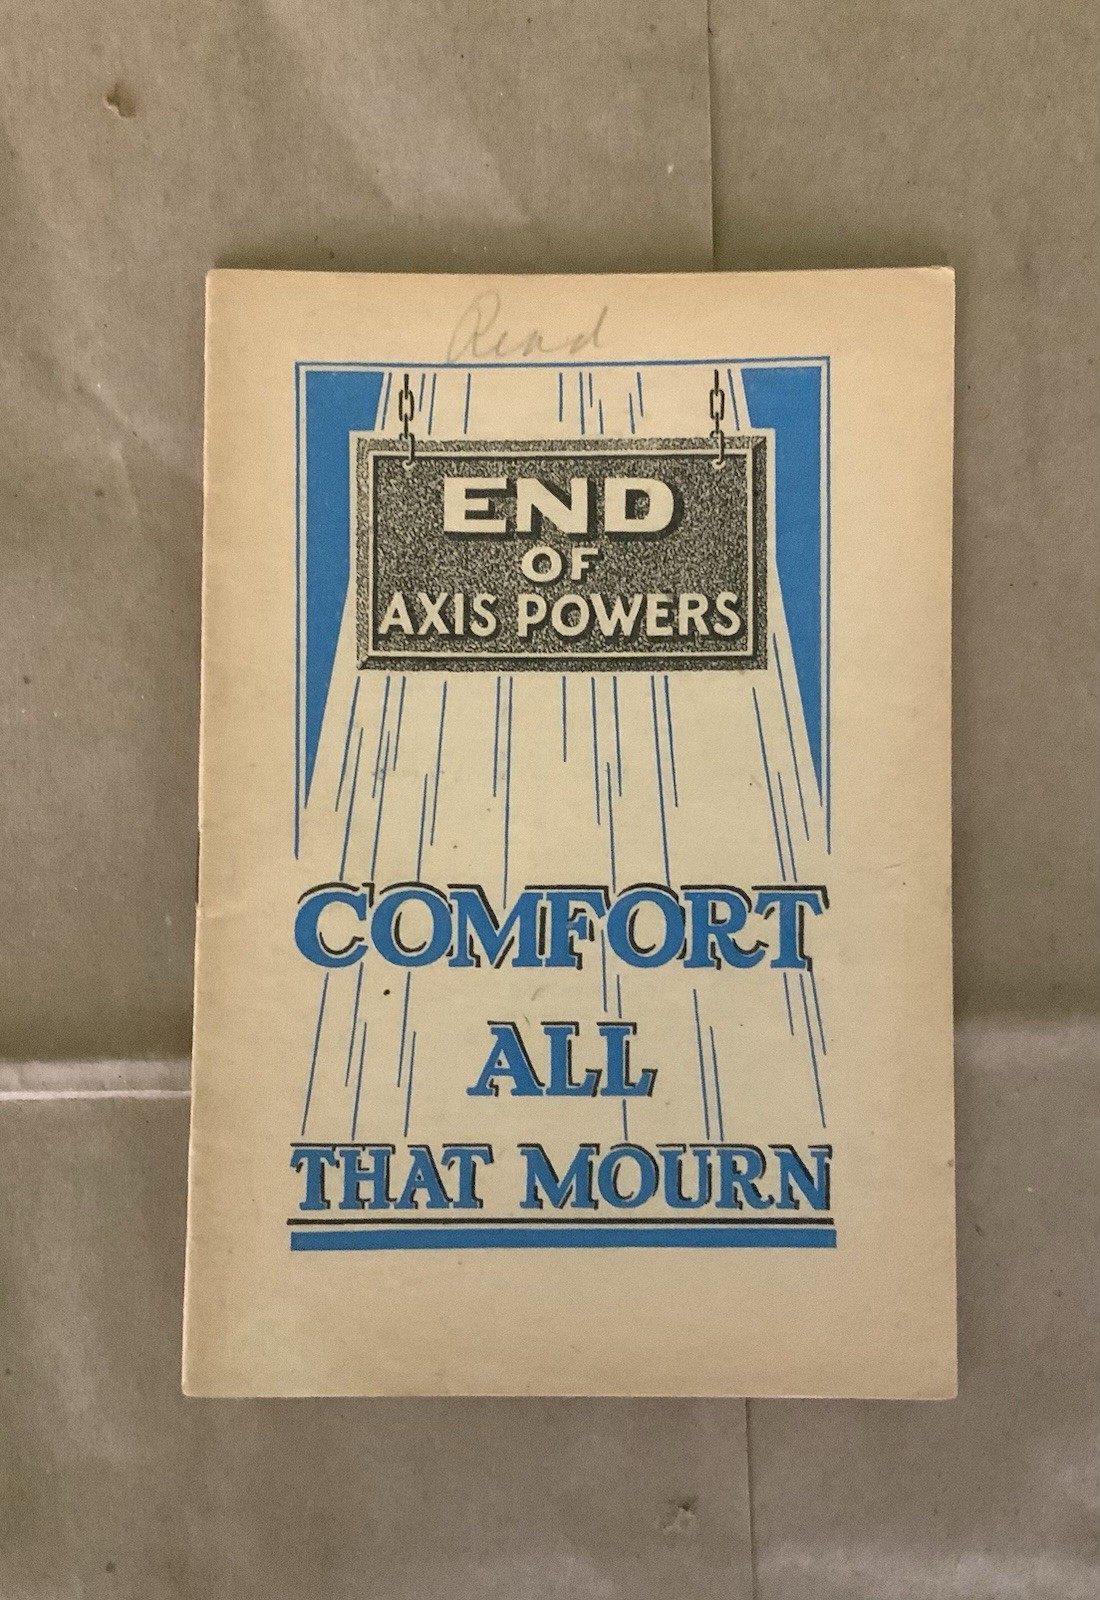 Read
END
OF
AXIS POWERS
COMFORT
ALL
THAT MOURN